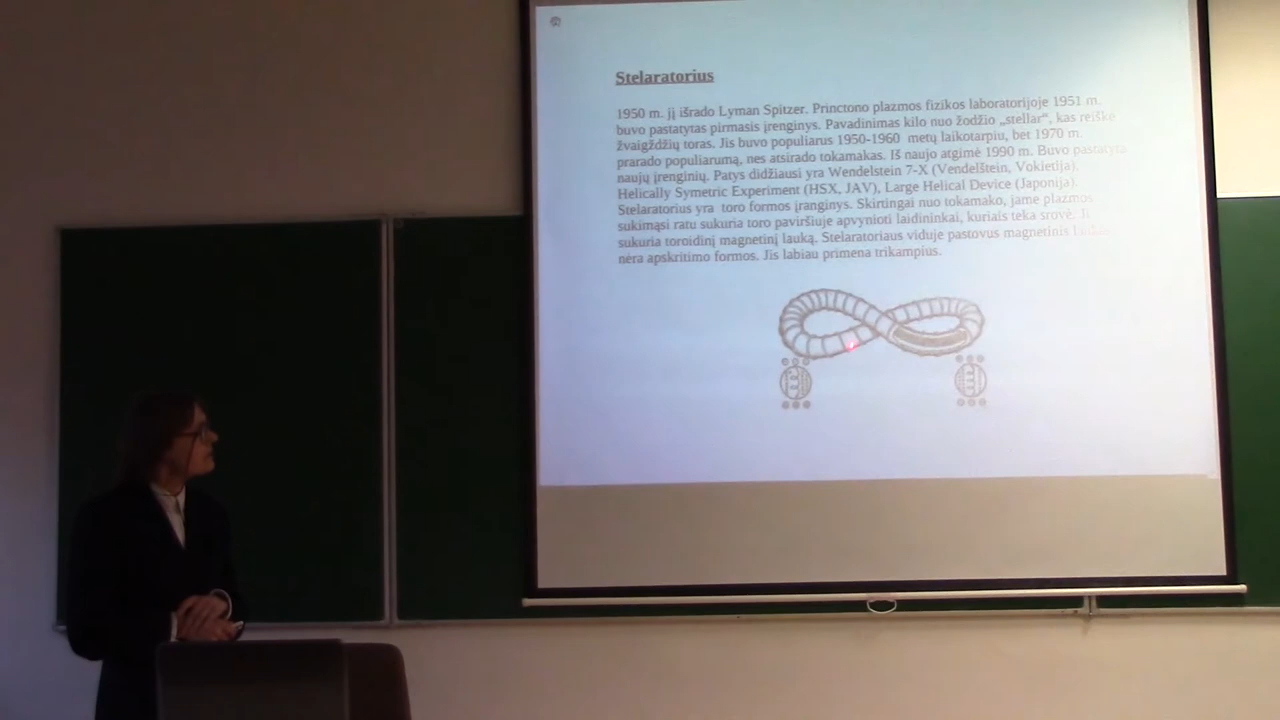 Stelaratorius
1950 m. jį išrado Lyman Spitzer. Princtono plazmos fizikos laboratorijoje 1951 m.
buvo pastatytas pirmasis įrenginys. Pavadinimas kilo nuo žodžio „stellar“, kas reiškę
žvaigždžių toras. Jis buvo populiarus 1950-1960 metų laikotarpiu, bet 1970 m.
prarado populiarumą, nes atsirado tokamakas. Iš naujo atgimė 1990 m. Buvo pastatyta
naujų įrenginių. Patys didžiausi yra Wendelstein 7-X (Vendelštein, Vokietija).
Helically Symetric Experiment (HSX, JAV), Large Helical Device (Japonija).
Stelaratorius yra toro formos įranginys. Skirtingai nuo tokamako, jame plazmos
sukimąsi ratu sukuria toro paviršiuje apvynioti laidininkai, kuriais teka srovė. Ji
sukuria toroidinį magnetinį lauką. Stelaratoriaus viduje pastovus magnetinis
nėra apskritimo formos. Jis labiau primena trikampius.